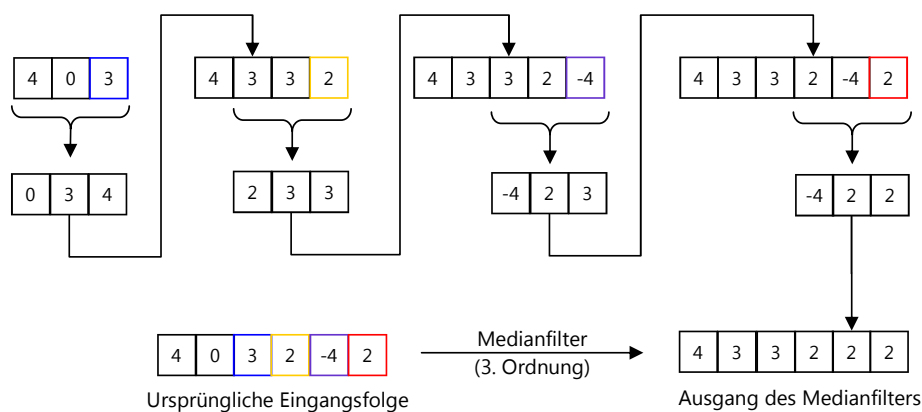 4 0 3
4 3 3 2
4 3 3 2 -4
4 3 3 2 -4 2
0 3 4
2 3 3
-4 2 3
-4 2 2
4 0 3 2 -4 2
Medianfilter
(3. Ordnung)
4 3 3 2 2 2
Ursprüngliche Eingangsfolge
Ausgang des Medianfilters